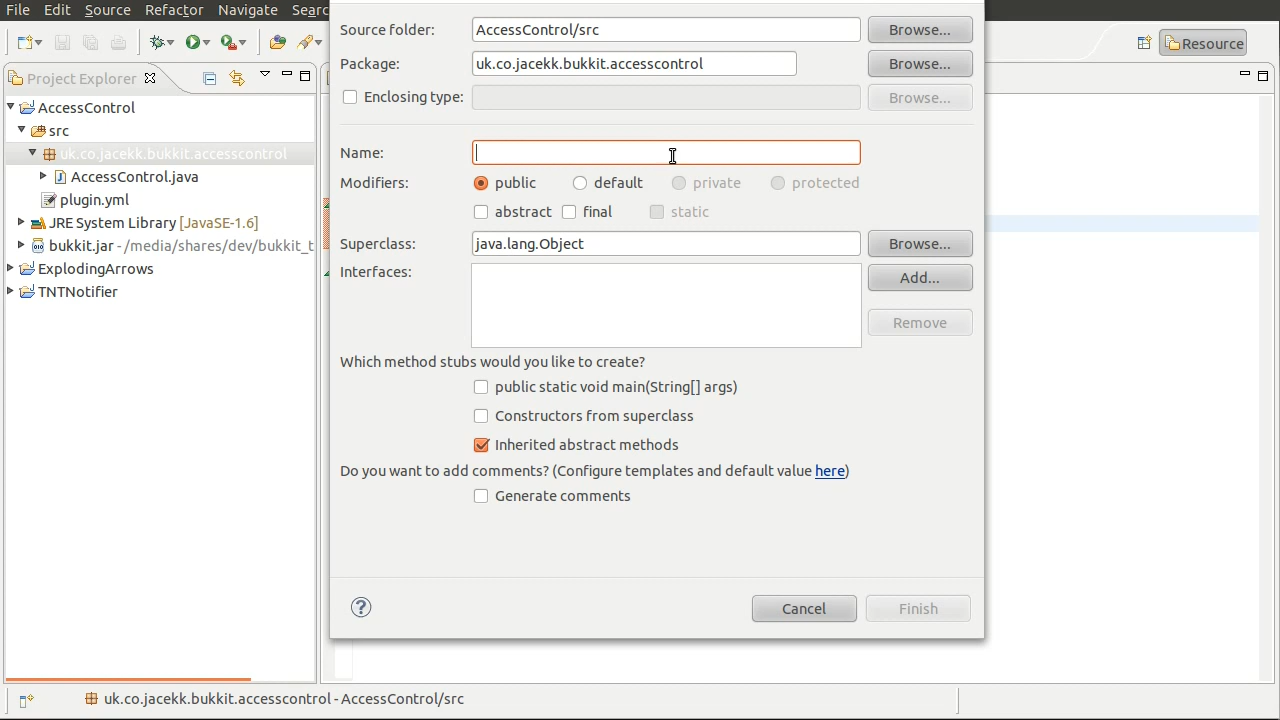 File Edit Source Refactor Navigate Searc
Source folder: AccessControl/src Browse...
Resource
Package: uk.co.jacekk.bukkit.accesscontrol Browse...
Project Explorer
Enclosing type: Browse...
AccessControl
src
Name:
uk.co.jacekk.bukkit.accesscontrol
AccessControl.java
Modifiers: public default private protected
plugin.yml
abstract final static
JRE System Library [JavaSE-1.6]
bukkit.jar - /media/shares/dev/bukkit_t
Superclass: java.lang.Object Browse...
ExplodingArrows
Interfaces: Add...
TNTNotifier
Remove
Which method stubs would you like to create?
public static void main(String[] args)
Constructors from superclass
Inherited abstract methods
Do you want to add comments? (Configure templates and default value here)
Generate comments
? Cancel Finish
uk.co.jacekk.bukkit.accesscontrol - AccessControl/src